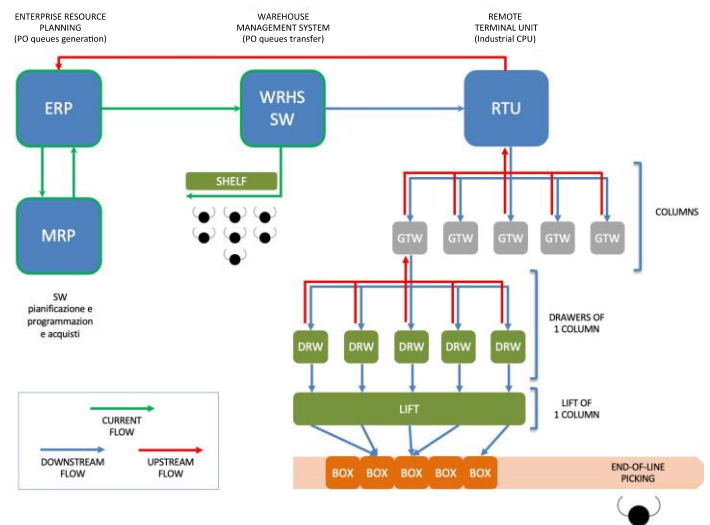 ENTERPRISE RESOURCE
PLANNING
(PO queues generation)
WAREHOUSE
MANAGEMENT SYSTEM
(PO queues transfer)
REMOTE
TERMINAL UNIT
(Industrial CPU)
ERP
WRHS
SW
RTU
SHELF
MRP
GTW
GTW
GTW
GTW
GTW
COLUMNS
SW
pianificazione e
programmazion
e acquisti
DRW
DRW
DRW
DRW
DRW
DRAWERS OF
1 COLUMN
LIFT
LIFT OF
1 COLUMN
CURRENT
FLOW
DOWNSTREAM
FLOW
UPSTREAM
FLOW
BOX
BOX
BOX
BOX
BOX
END-OF-LINE
PICKING